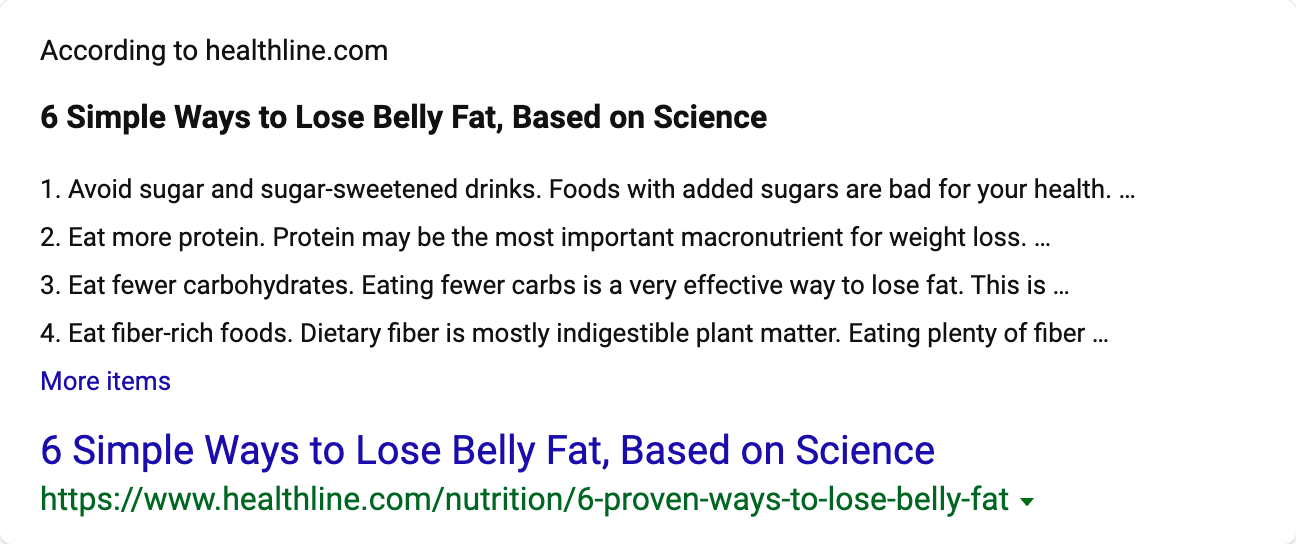 According to healthline.com
6 Simple Ways to Lose Belly Fat, Based on Science
1. Avoid sugar and sugar-sweetened drinks. Foods with added sugars are bad for your health. ...
2. Eat more protein. Protein may be the most important macronutrient for weight loss. ...
3. Eat fewer carbohydrates. Eating fewer carbs is a very effective way to lose fat. This is ...
4. Eat fiber-rich foods. Dietary fiber is mostly indigestible plant matter. Eating plenty of fiber ...
More items
6 Simple Ways to Lose Belly Fat, Based on Science
https://www.healthline.com/nutrition/6-proven-ways-to-lose-belly-fat